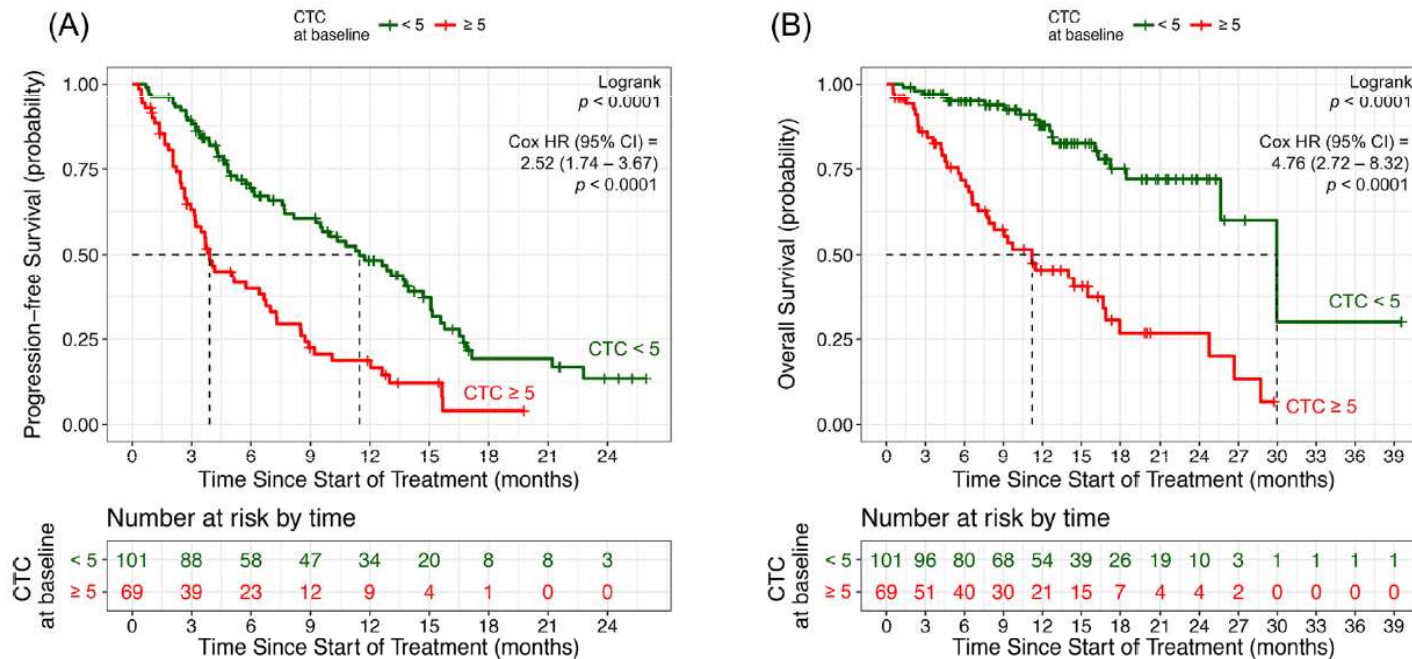 (A)
CTC at baseline < 5 ≥ 5
Progression-free Survival (probability)
1.00
0.75
0.50
0.25
0.00
Logrank
p < 0.0001
Cox HR (95% CI) =
2.52 (1.74 – 3.67)
p < 0.0001
CTC < 5
CTC ≥ 5
0 3 6 9 12 15 18 21 24
Time Since Start of Treatment (months)
Number at risk by time
CTC
at baseline
< 5 101 88 58 47 34 20 8 8 3
≥ 5 69 39 23 12 9 4 1 0 0
0 3 6 9 12 15 18 21 24
Time Since Start of Treatment (months)
(B)
CTC at baseline < 5 ≥ 5
Overall Survival (probability)
1.00
0.75
0.50
0.25
0.00
Logrank
p < 0.0001
Cox HR (95% CI) =
4.76 (2.72 – 8.32)
p < 0.0001
CTC < 5
CTC ≥ 5
0 3 6 9 12 15 18 21 24 27 30 33 36 39
Time Since Start of Treatment (months)
Number at risk by time
CTC
at baseline
< 5 101 96 80 68 54 39 26 19 10 3 1 1 1 1
≥ 5 69 51 40 30 21 15 7 4 4 2 0 0 0 0
0 3 6 9 12 15 18 21 24 27 30 33 36 39
Time Since Start of Treatment (months)